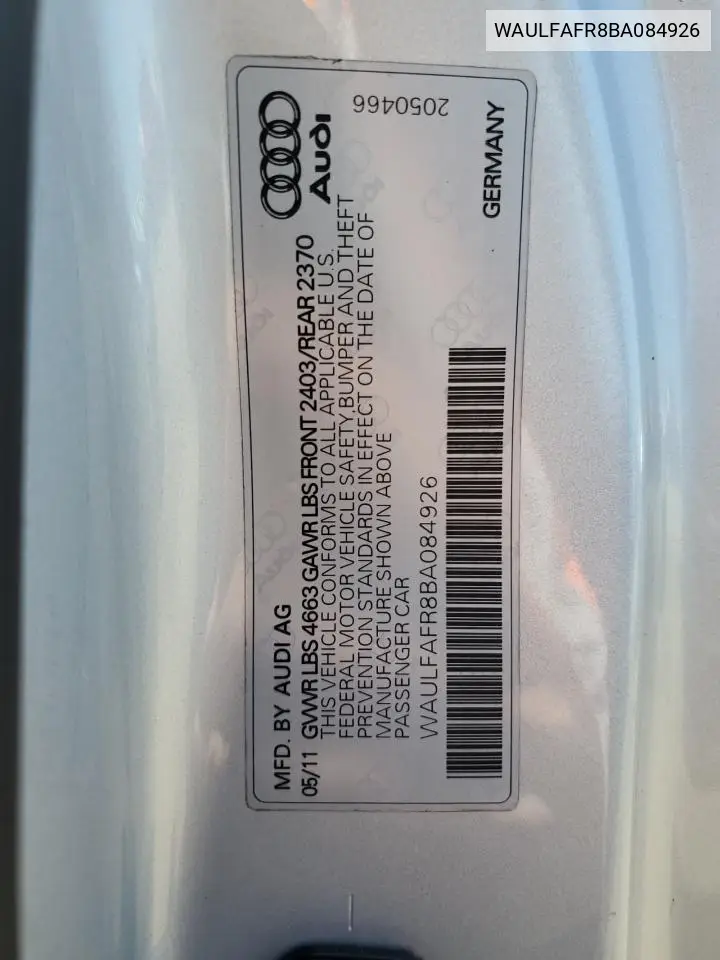 WAULFAFR8BA084926
MFD. BY AUDI AG
Audi
05/11 GVWR LBS 4663 GAWR LBS FRONT 2403/REAR 2370
THIS VEHICLE CONFORMS TO ALL APPLICABLE U.S.
FEDERAL MOTOR VEHICLE SAFETY,BUMPER AND THEFT
PREVENTION STANDARDS IN EFFECT ON THE DATE OF
MANUFACTURE SHOWN ABOVE
PASSENGER CAR
WAULFAFR8BA084926
2050466
GERMANY